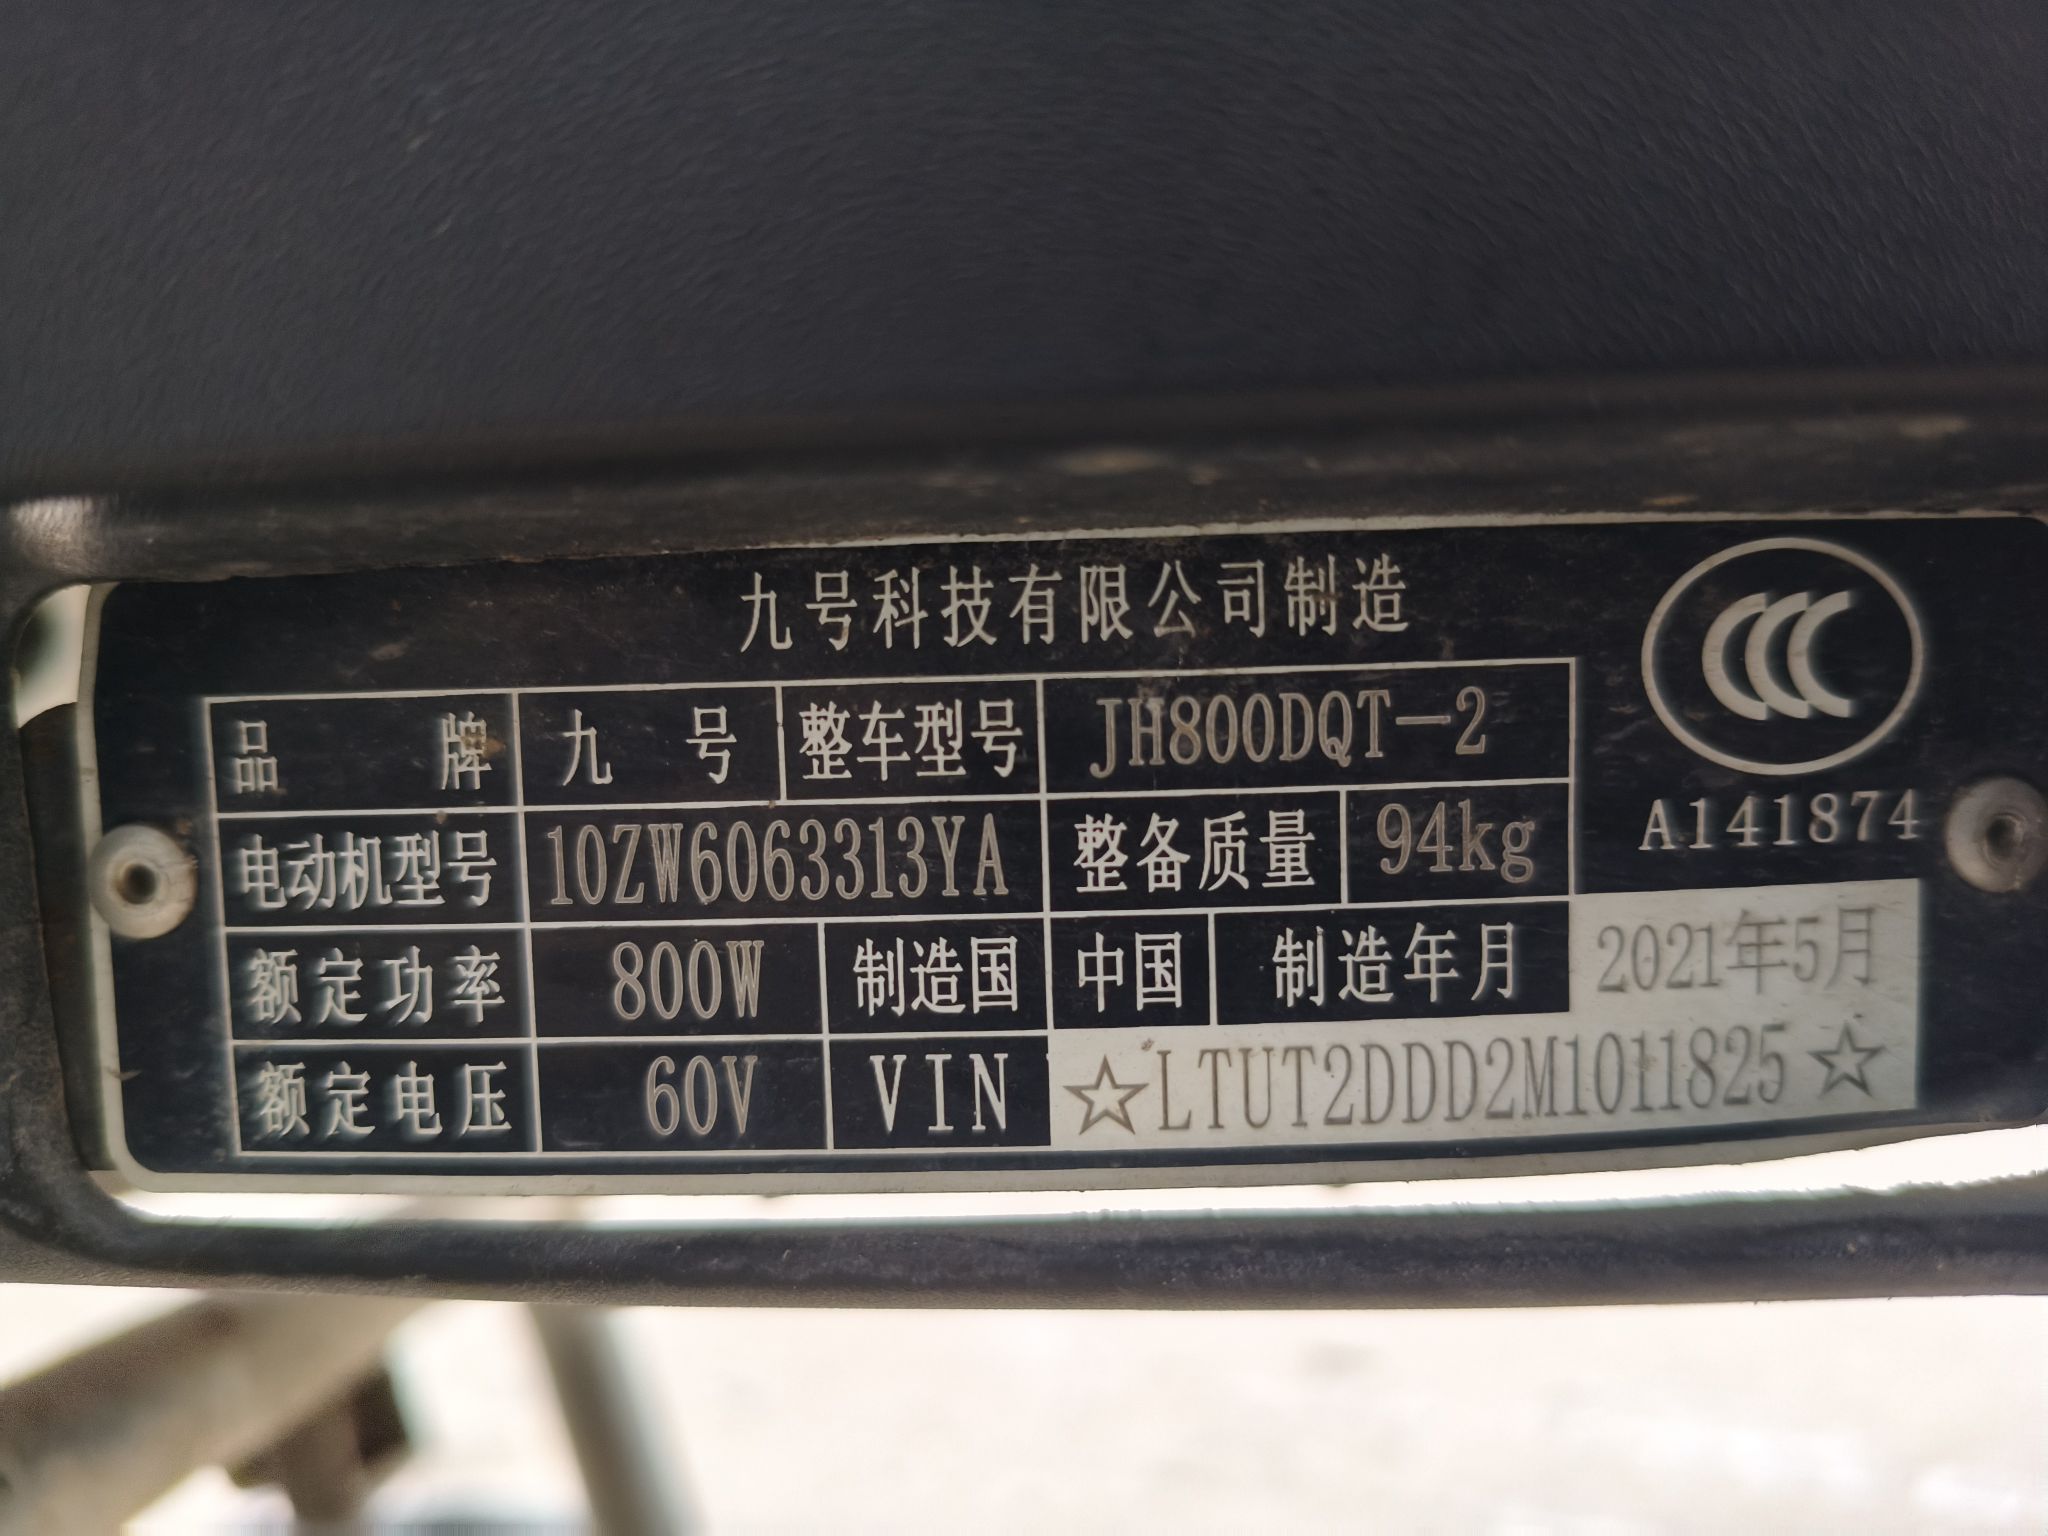 九号科技有限公司制造
CCC
A141874
品牌 九号 整车型号 JH800DQT-2
电动机型号 10ZW6063313YA 整备质量 94kg
额定功率 800W 制造国 中国 制造年月 2021年5月
额定电压 60V VIN ☆LTUT2DDD2M1011825☆